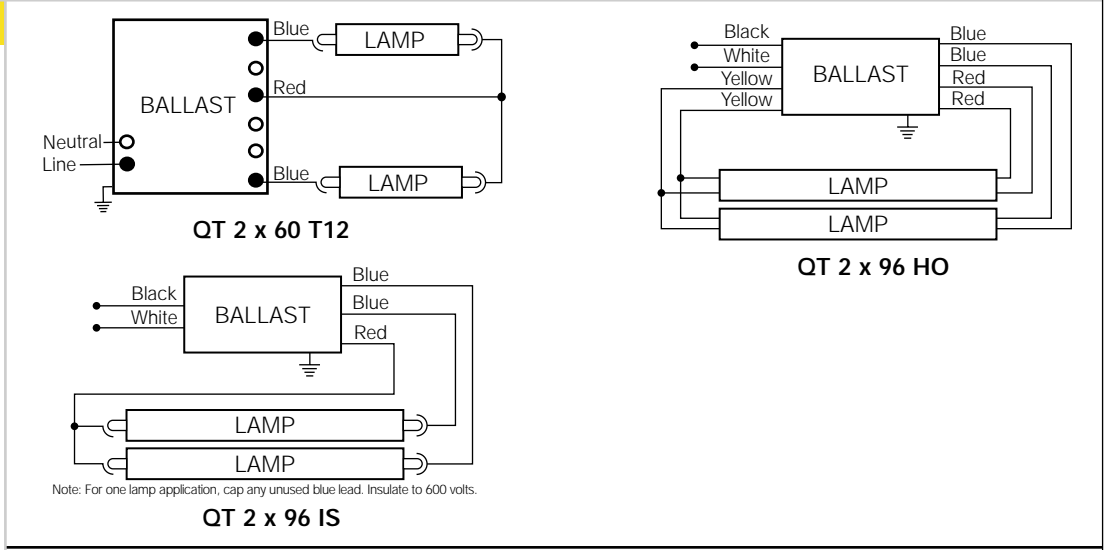 Blue
LAMP
BALLAST
Red
Neutral
Line
Blue
LAMP
QT 2 x 60 T12
Black
White
Yellow
Yellow
BALLAST
Blue
Blue
Red
Red
LAMP
LAMP
QT 2 x 96 HO
Black
White
BALLAST
Blue
Blue
Red
LAMP
LAMP
Note: For one lamp application, cap any unused blue lead. Insulate to 600 volts.
QT 2 x 96 IS